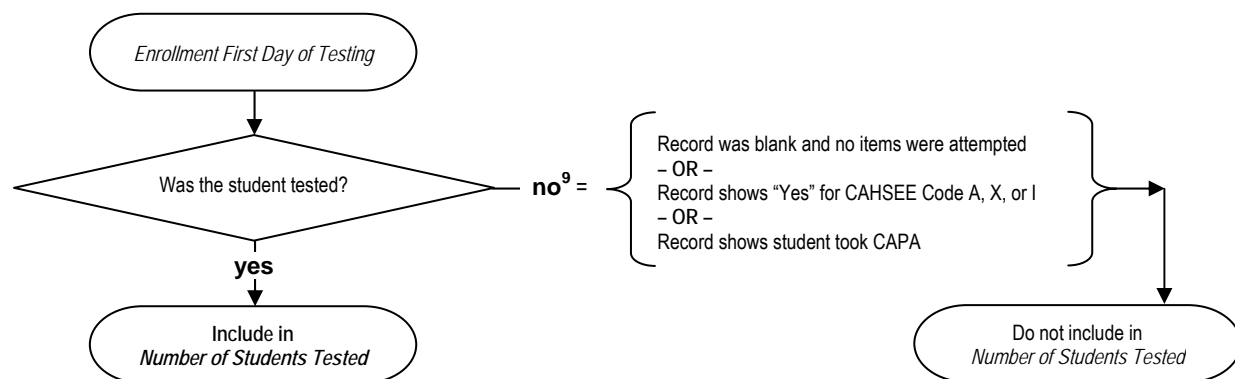 Enrollment First Day of Testing
Was the student tested?
no9 =
Record was blank and no items were attempted
– OR –
Record shows “Yes” for CAHSEE Code A, X, or I
– OR –
Record shows student took CAPA
yes
Include in
Number of Students Tested
Do not include in
Number of Students Tested